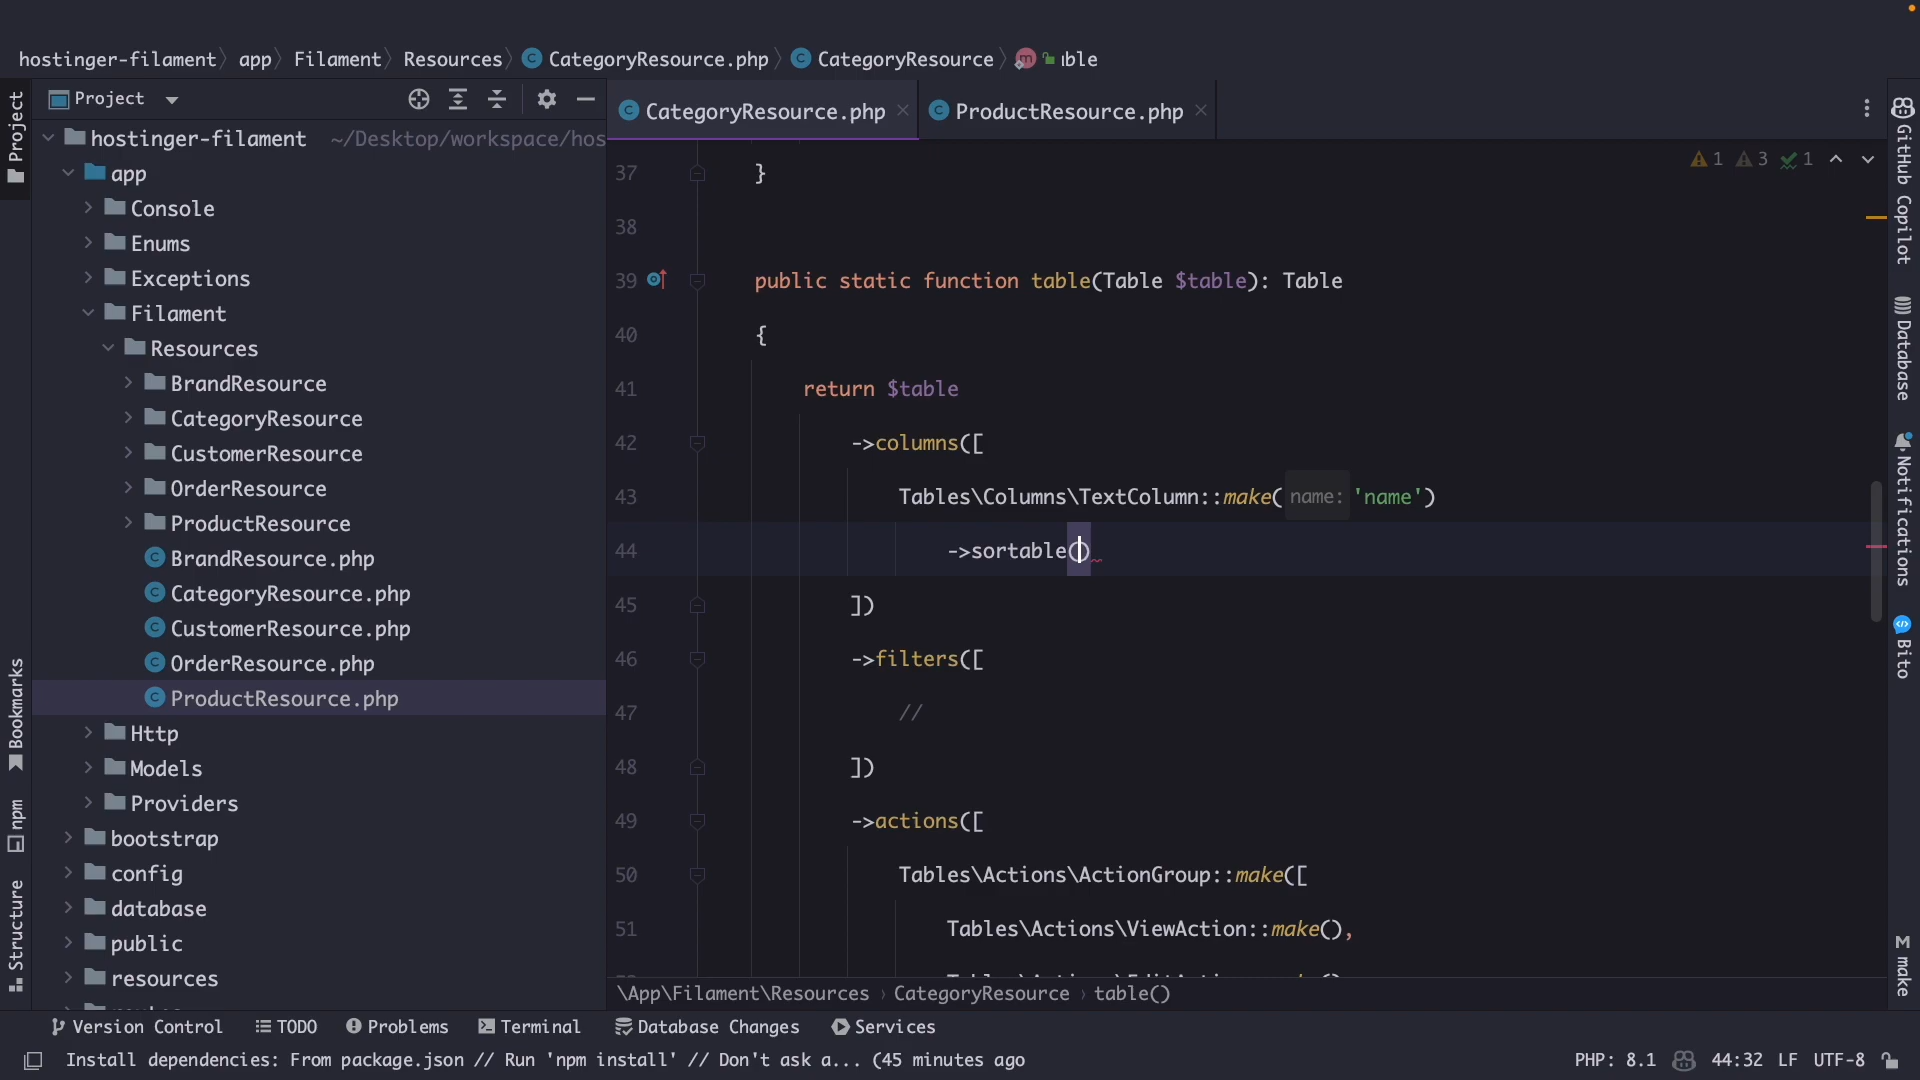 hostinger-filament app Filament Resources CategoryResource.php CategoryResource
Project
CategoryResource.php ProductResource.php
Project
hostinger-filament ~/Desktop/workspace/hos
app
Console
Enums
Exceptions
Filament
Resources
BrandResource
CategoryResource
CustomerResource
OrderResource
ProductResource
BrandResource.php
CategoryResource.php
CustomerResource.php
OrderResource.php
ProductResource.php
Http
Models
Providers
bootstrap
config
database
public
resources
Bookmarks
npm
Structure
1 3 1
37 }
38
39 public static function table(Table $table): Table
40 {
41 return $table
42 ->columns([
43 Tables\Columns\TextColumn::make( name: 'name')
44 ->sortable()
45 ])
46 ->filters([
47 //
48 ])
49 ->actions([
50 Tables\Actions\ActionGroup::make([
51 Tables\Actions\ViewAction::make(),
GitHub Copilot
Database
Notifications
Bito
M make
\App\Filament\Resources › CategoryResource › table()
Version Control TODO Problems Terminal Database Changes Services
Install dependencies: From package.json // Run 'npm install' // Don't ask a... (45 minutes ago
PHP: 8.1 44:32 LF UTF-8